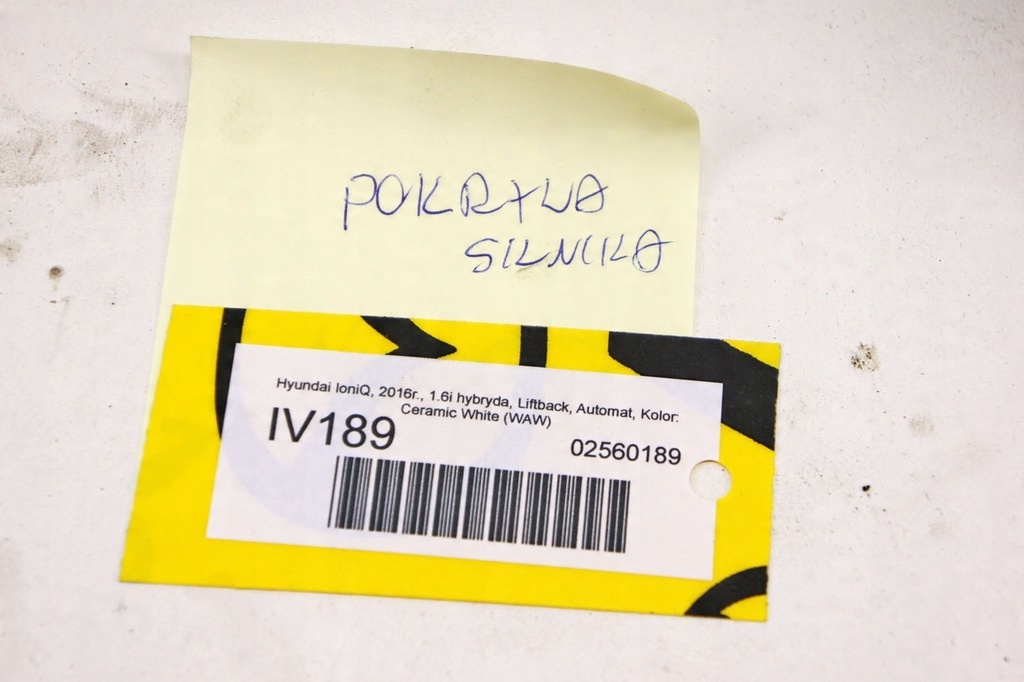 POKRYWA
SILNIKA
Hyundai IoniQ, 2016r., 1.6i hybryda, Liftback, Automat, Kolor:
Ceramic White (WAW)
IV189
02560189